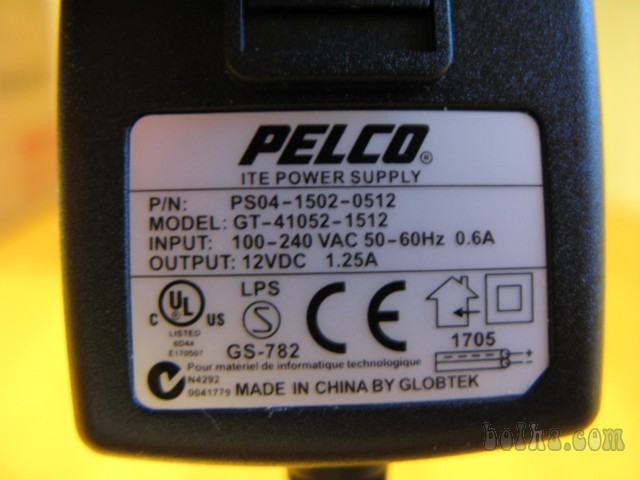 PELCO®
ITE POWER SUPPLY
P/N: PS04-1502-0512
MODEL: GT-41052-1512
INPUT: 100-240 VAC 50-60Hz 0.6A
OUTPUT: 12VDC 1.25A
C UL US
LISTED
6D44
E170507
LPS
S
GS-782
CE
1705
Pour matériel de informatique technologique
N4292
0041779
MADE IN CHINA BY GLOBTEK
bolha.com